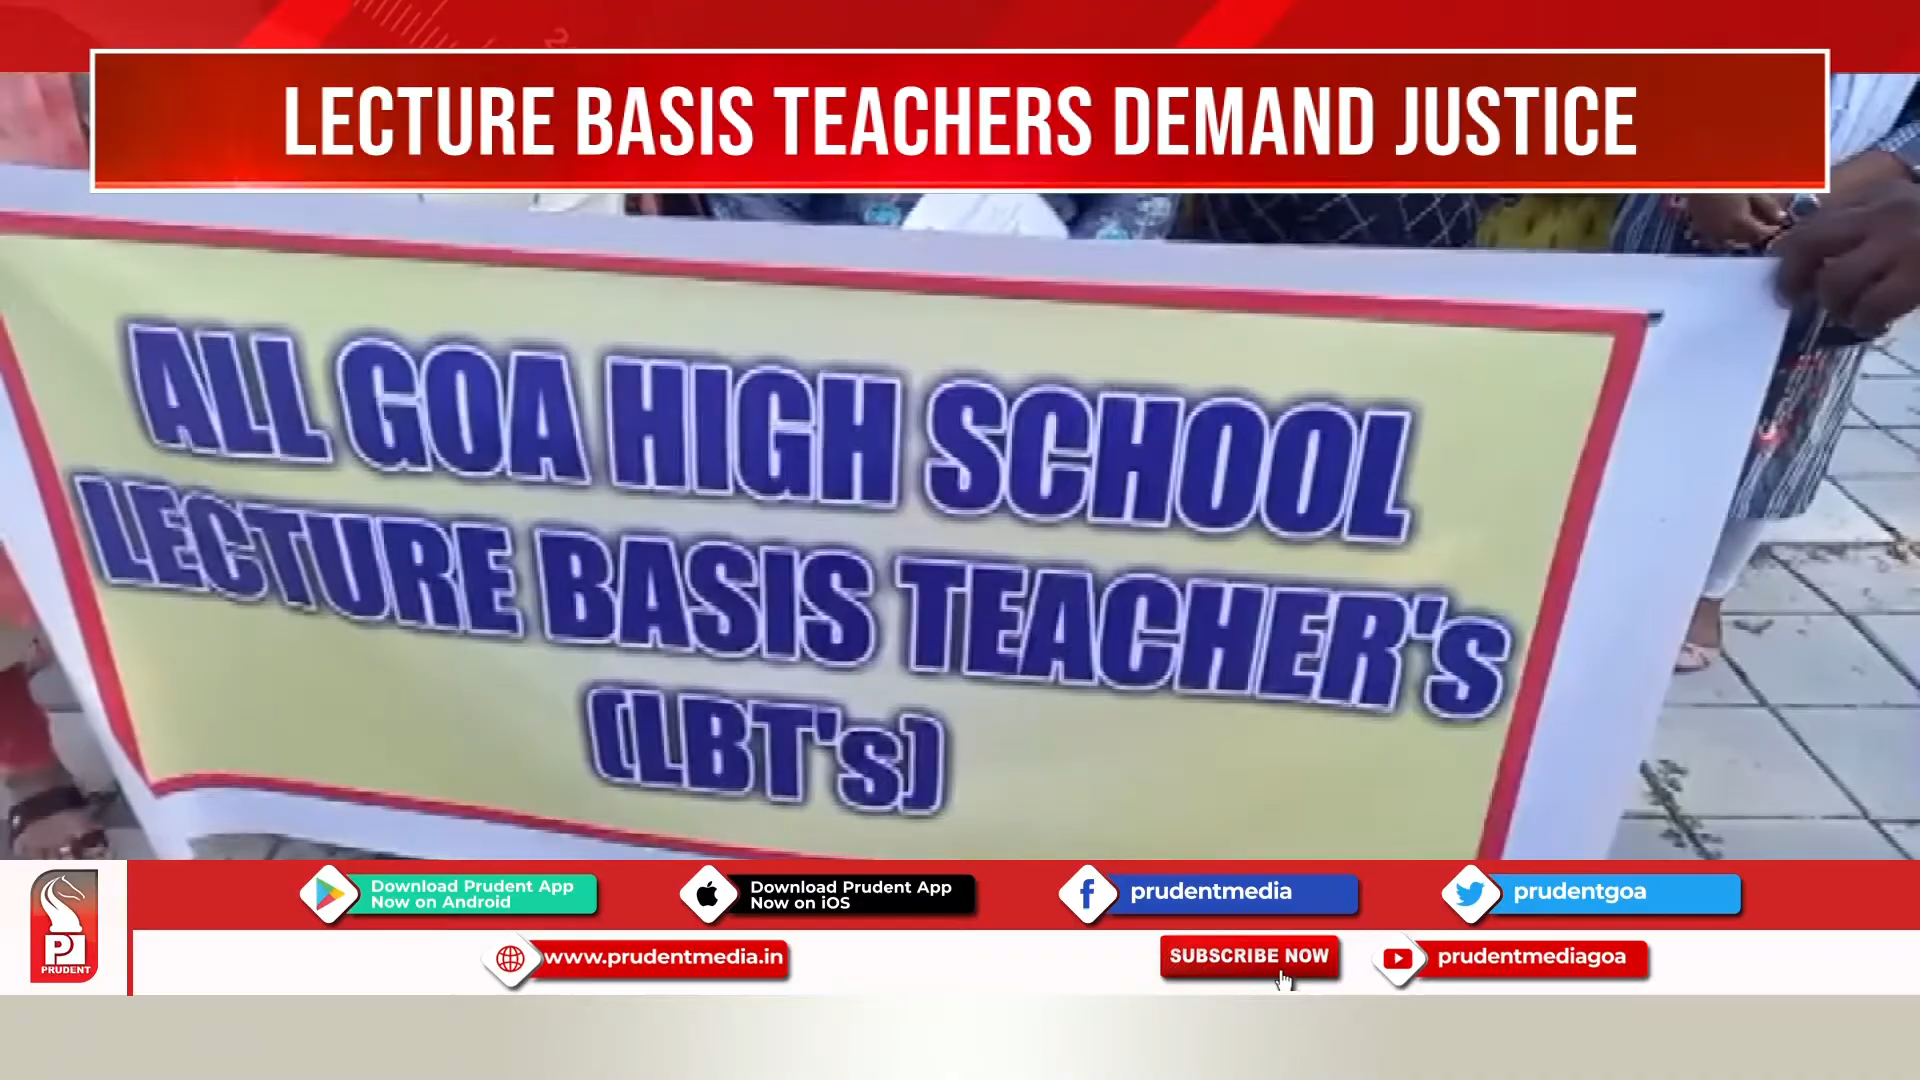 LECTURE BASIS TEACHERS DEMAND JUSTICE
ALL GOA HIGH SCHOOL
LECTURE BASIS TEACHER's
(LBT's)
Download Prudent App
Now on Android
Download Prudent App
Now on iOS
prudentmedia
prudentgoa
PRUDENT
www.prudentmedia.in
SUBSCRIBE NOW
prudentmediagoa